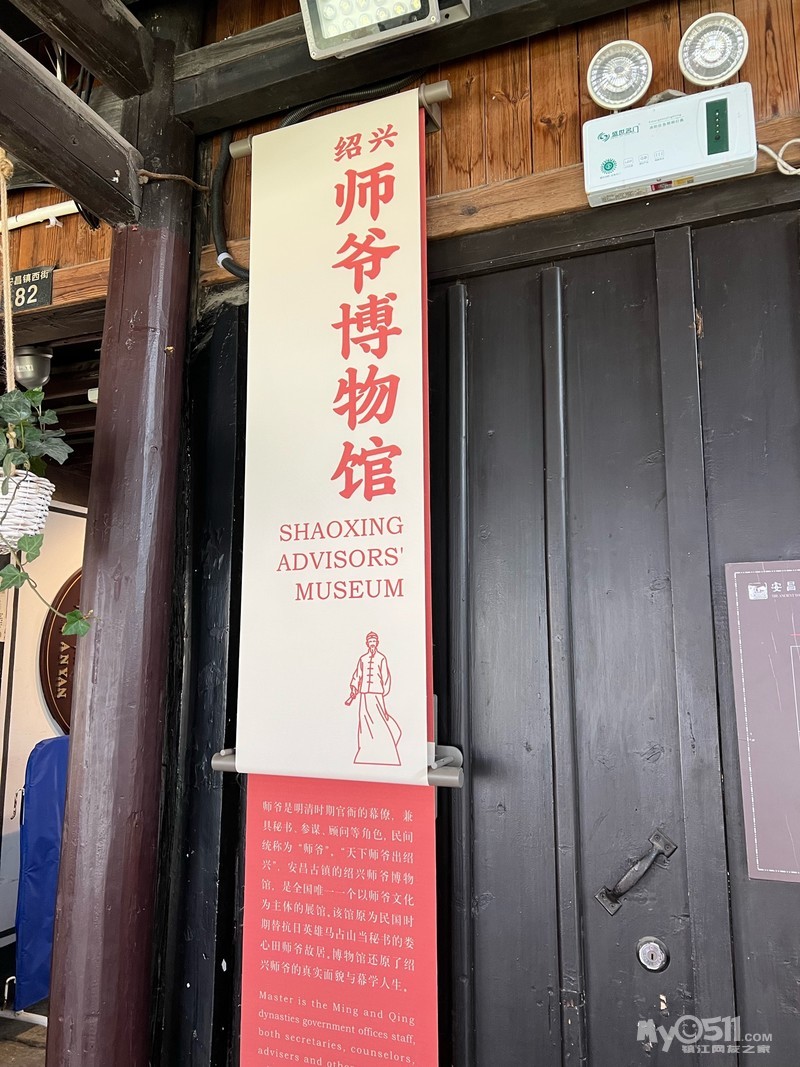 绍兴
师爷博物馆
SHAOXING
ADVISORS'
MUSEUM
师爷是明清时期官衙的幕僚，兼
具秘书、参谋、顾问等角色，民间
统称为“师爷”。“天下师爷出绍
兴”，安昌古镇的绍兴师爷博物
馆，是全国唯一一个以师爷文化
为主体的展馆。该馆原为民国时
期替抗日英雄马占山当秘书的娄
心田师爷故居，博物馆还原了绍
兴师爷的真实面貌与幕学人生。
Master is the Ming and Qing
dynasties government offices staff,
both secretaries, counselors,
advisers and other
安昌镇西街
82
安昌
MyO511.COM
镇江网友之家